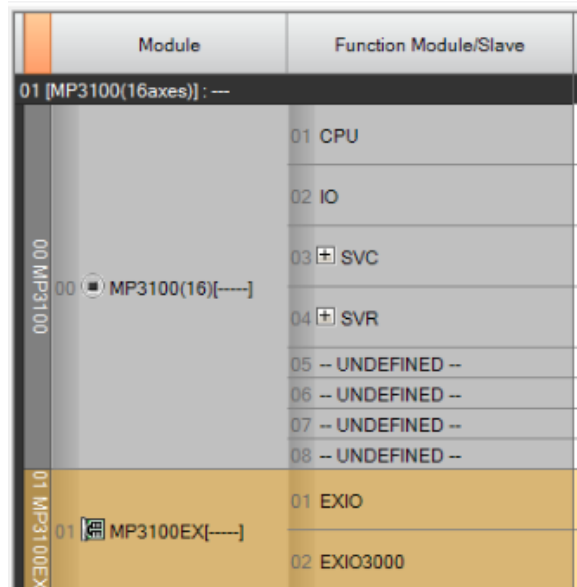 Module Function Module/Slave
01 [MP3100(16axes)] : ---
00 MP3100
00 MP3100(16)[-----]
01 CPU
02 IO
03 SVC
04 SVR
05 -- UNDEFINED --
06 -- UNDEFINED --
07 -- UNDEFINED --
08 -- UNDEFINED --
01 MP3100EX
01 MP3100EX[-----]
01 EXIO
02 EXIO3000